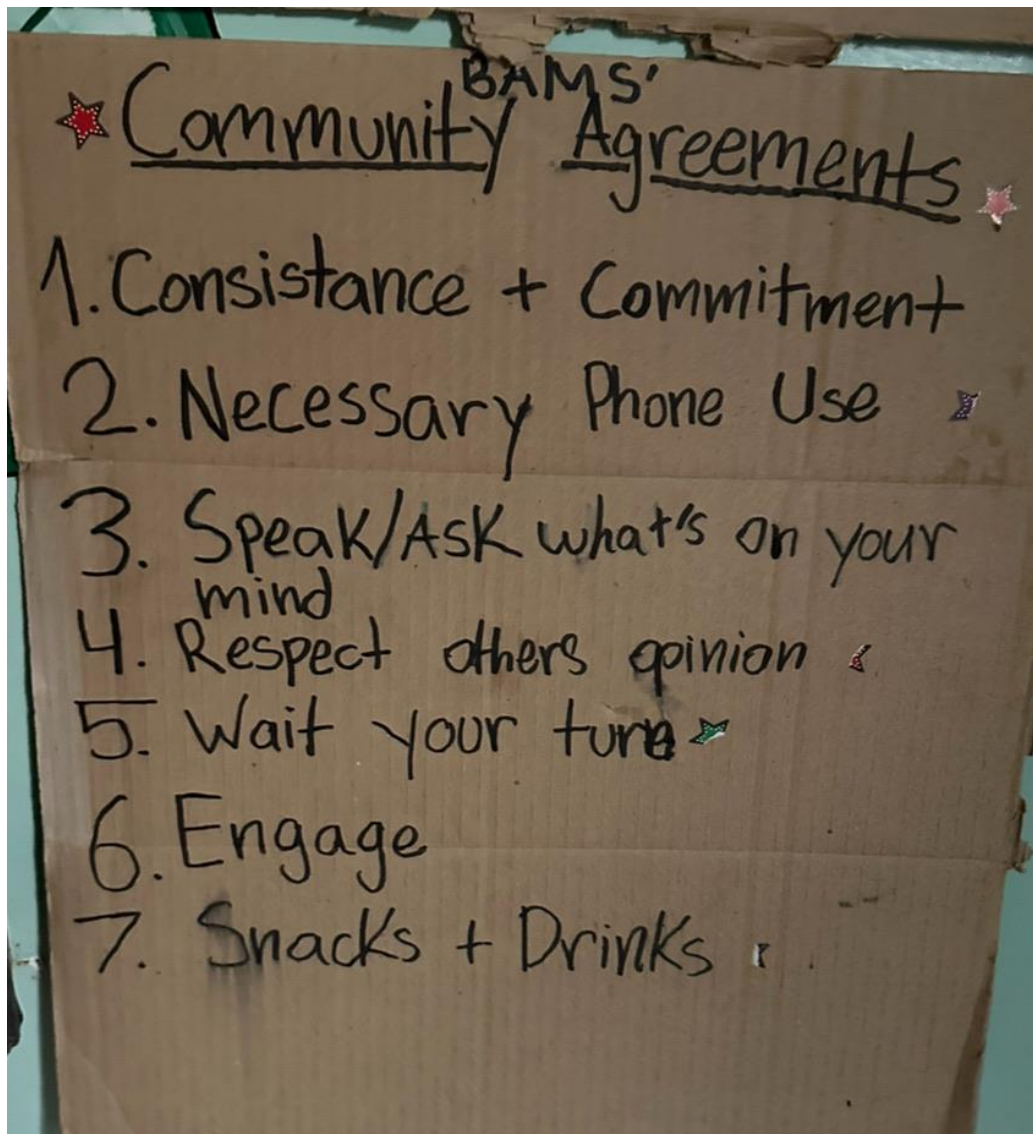 BAMS'
Community Agreements
1. Consistance + Commitment
2. Necessary Phone Use
3. Speak/Ask what's on your
mind
4. Respect others opinion
5. Wait your turn
6. Engage
7. Snacks + Drinks